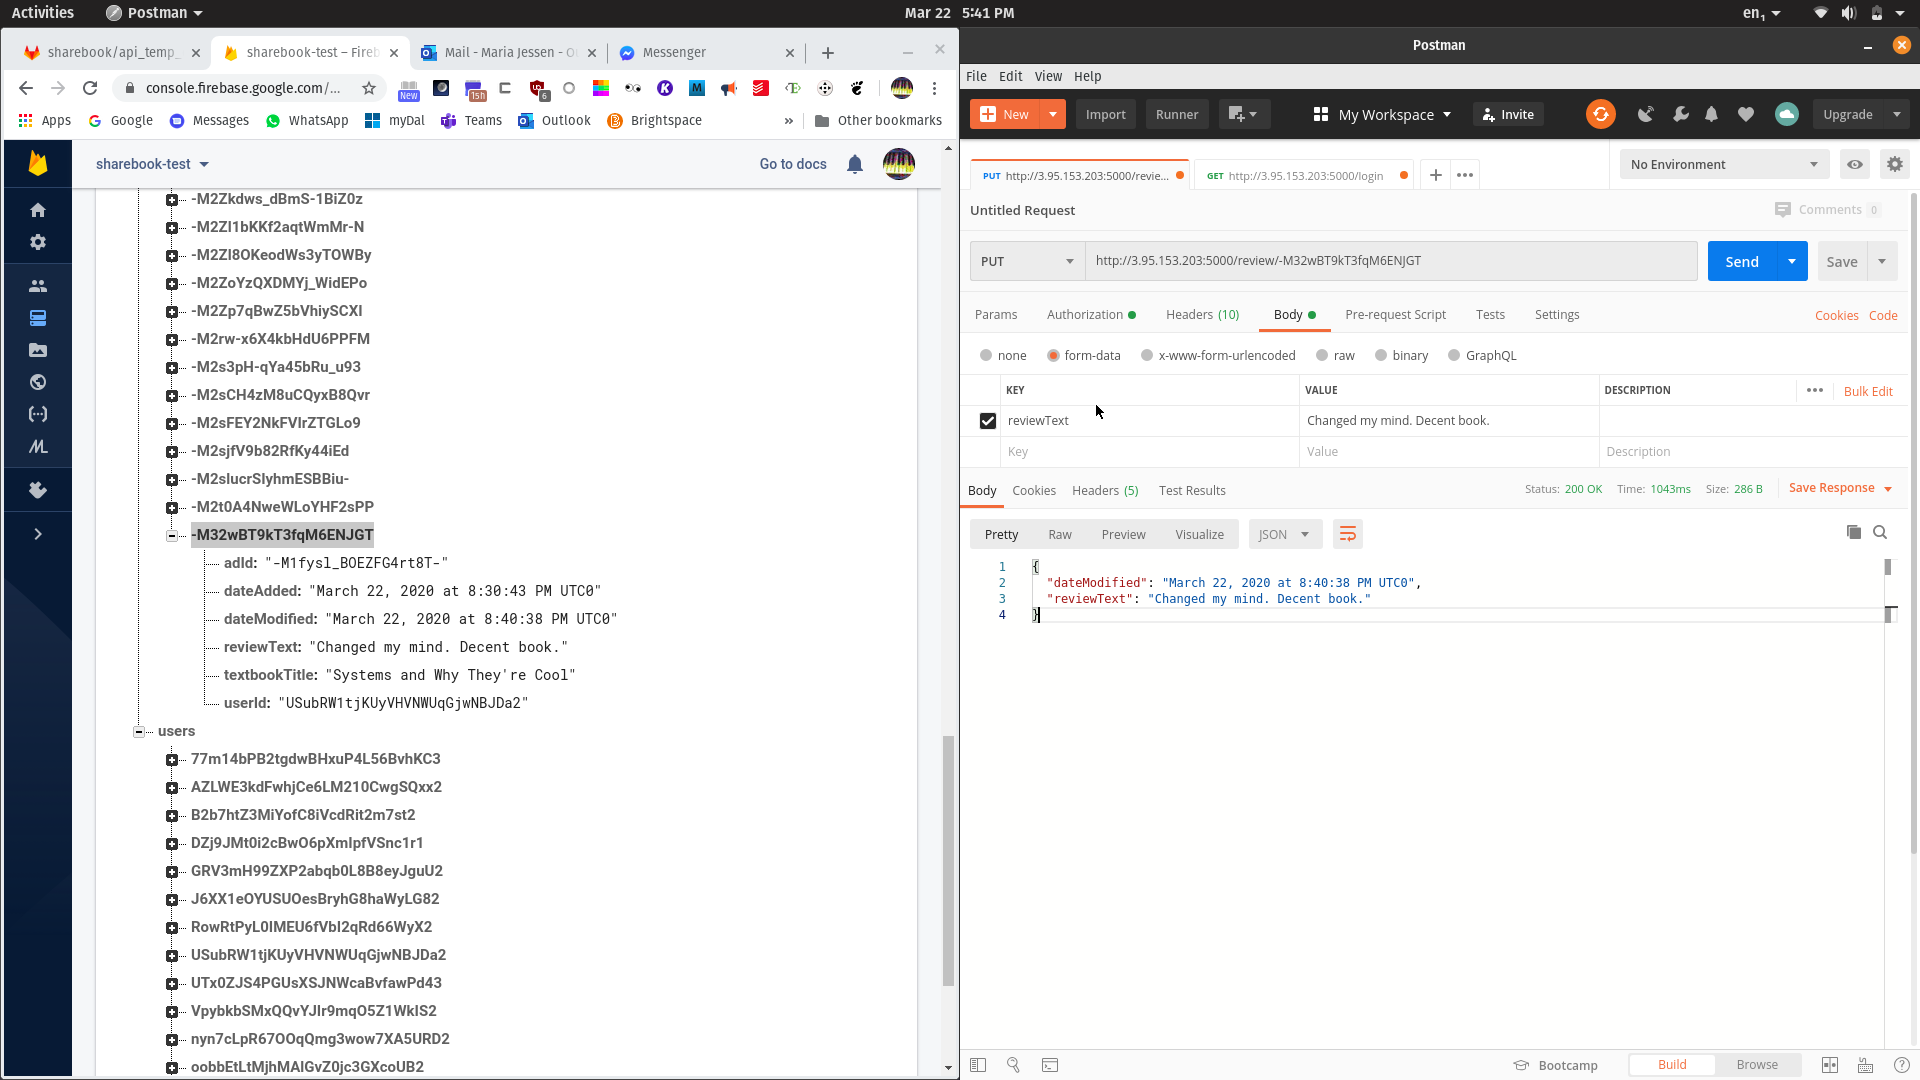 Activities
Postman
Mar 22 5:41 PM
en1
sharebook/api_temp_
sharebook-test – Fireb
Mail - Maria Jessen - O
Messenger
console.firebase.google.com/...
New
1sh
6
Apps
Google
Messages
WhatsApp
myDal
Teams
Outlook
Brightspace
»
Other bookmarks
sharebook-test
Go to docs
-M2Zkdws_dBmS-1BiZ0z
-M2ZI1bKKf2aqtWmMr-N
-M2ZI8OKeodWs3yTOWBy
-M2ZoYzQXDMYj_WidEPo
-M2Zp7qBwZ5bVhiySCXI
-M2rw-x6X4kbHdU6PPFM
-M2s3pH-qYa45bRu_u93
-M2sCH4zM8uCQyxB8Qvr
-M2sFEY2NkFVIrZTGLo9
-M2sjfV9b82RfKy44iEd
-M2slucrSlyhmESBBiu-
-M2t0A4NweWLoYHF2sPP
-M32wBT9kT3fqM6ENJGT
adId: "-M1fysl_BOEZFG4rt8T-"
dateAdded: "March 22, 2020 at 8:30:43 PM UTC0"
dateModified: "March 22, 2020 at 8:40:38 PM UTC0"
reviewText: "Changed my mind. Decent book."
textbookTitle: "Systems and Why They're Cool"
userId: "USubRW1tjKUyVHVNWUqGjwNBJDa2"
users
77m14bPB2tgdwBHxuP4L56BvhKC3
AZLWE3kdFwhjCe6LM210CwgSQxx2
B2b7htZ3MiYofC8iVcdRit2m7st2
DZj9JMt0i2cBwO6pXmIpfVSnc1r1
GRV3mH99ZXP2abqb0L8B8eyJguU2
J6XX1eOYUSUOesBryhG8haWyLG82
RowRtPyL0IMEU6fVbI2qRd66WyX2
USubRW1tjKUyVHVNWUqGjwNBJDa2
UTx0ZJS4PGUsXSJNWcaBvfawPd43
VpybkbSMxQQvYJIr9mqO5Z1WkIS2
nyn7cLpR67OOqQmg3wow7XA5URD2
oobbEtLtMjhMAIGvZ0jc3GXcoUB2
Postman
File Edit View Help
New
Import
Runner
My Workspace
Invite
Upgrade
PUT http://3.95.153.203:5000/revie...
GET http://3.95.153.203:5000/login
No Environment
Untitled Request
Comments 0
PUT
http://3.95.153.203:5000/review/-M32wBT9kT3fqM6ENJGT
Send
Save
Params
Authorization
Headers (10)
Body
Pre-request Script
Tests
Settings
Cookies
Code
none
form-data
x-www-form-urlencoded
raw
binary
GraphQL
KEY
VALUE
DESCRIPTION
Bulk Edit
reviewText
Changed my mind. Decent book.
Key
Value
Description
Body
Cookies
Headers (5)
Test Results
Status: 200 OK
Time: 1043ms
Size: 286 B
Save Response
Pretty
Raw
Preview
Visualize
JSON
1 {
2 "dateModified": "March 22, 2020 at 8:40:38 PM UTC0",
3 "reviewText": "Changed my mind. Decent book."
4 }
Bootcamp
Build
Browse